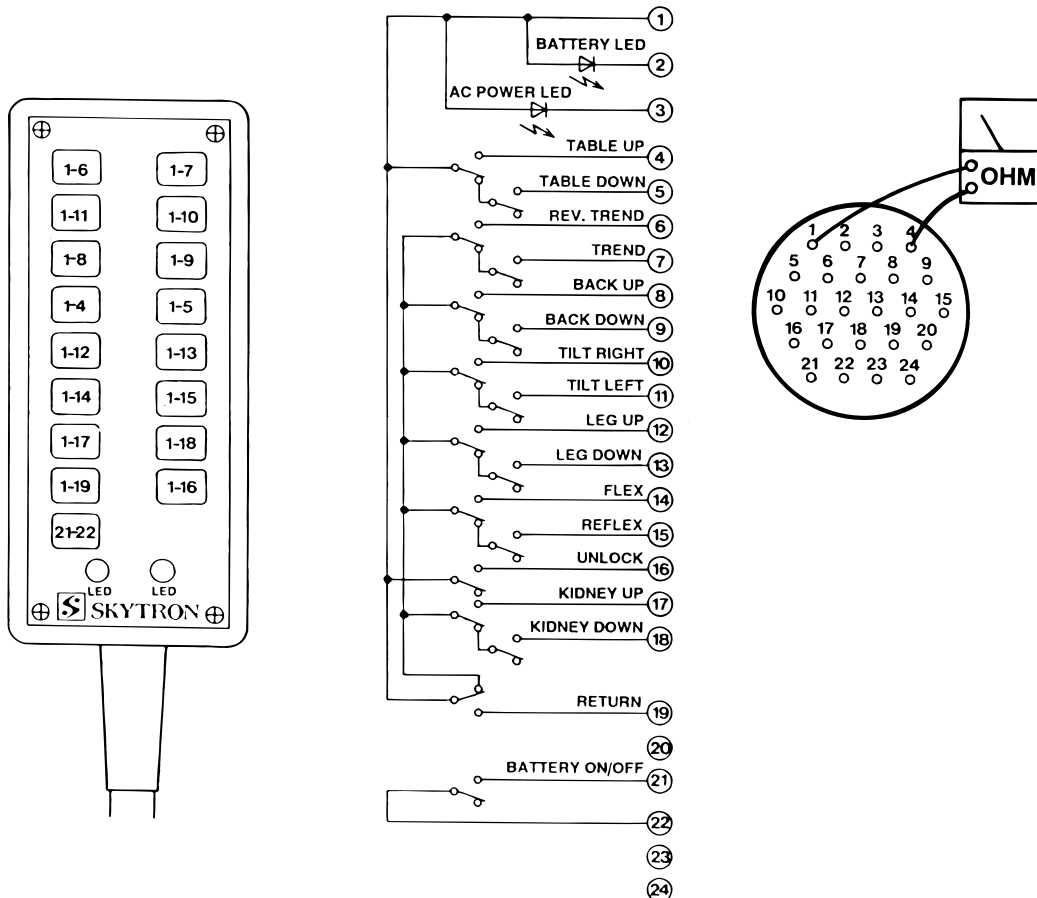 1-6 1-7
1-11 1-10
1-8 1-9
1-4 1-5
1-12 1-13
1-14 1-15
1-17 1-18
1-19 1-16
21-22
LED LED
S SKYTRON
1
BATTERY LED 2
AC POWER LED 3
TABLE UP 4
TABLE DOWN 5
REV. TREND 6
TREND 7
BACK UP 8
BACK DOWN 9
TILT RIGHT 10
TILT LEFT 11
LEG UP 12
LEG DOWN 13
FLEX 14
REFLEX 15
UNLOCK 16
KIDNEY UP 17
KIDNEY DOWN 18
RETURN 19
20
BATTERY ON/OFF 21
22
23
24
OHM
1 2 3 4
5 6 7 8 9
10 11 12 13 14 15
16 17 18 19 20
21 22 23 24